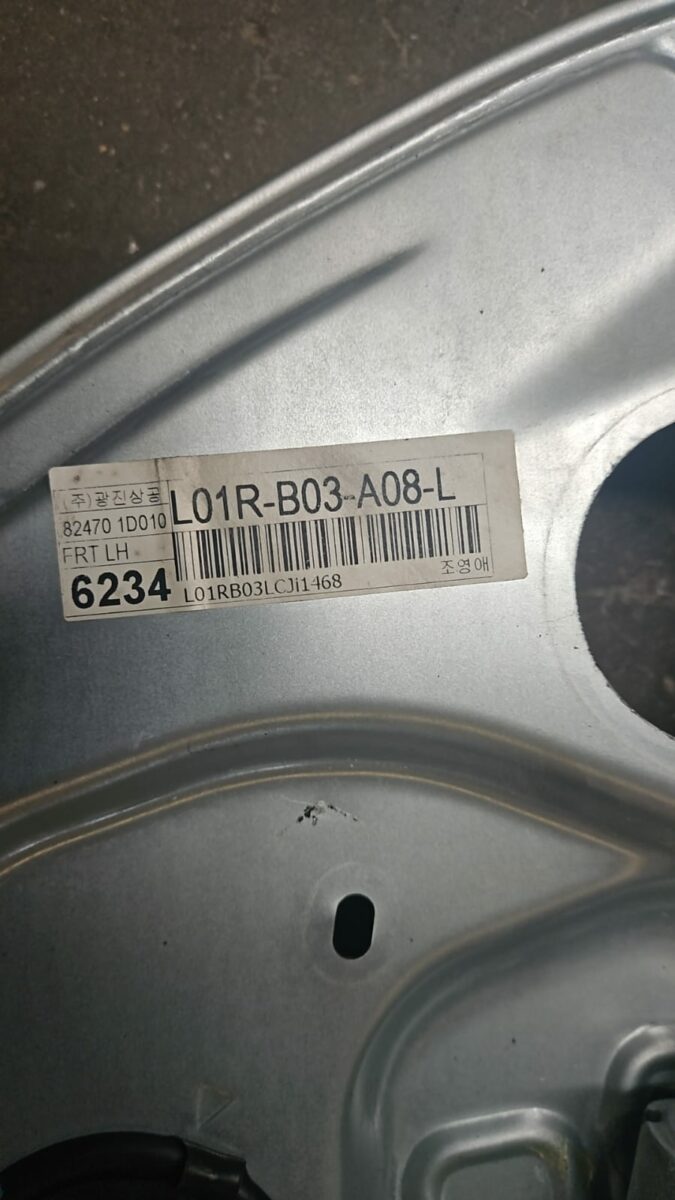 (주)광진상공
L01R-B03-A08-L
82470 1D010
FRT LH
6234
L01RB03LCJi1468
조영애